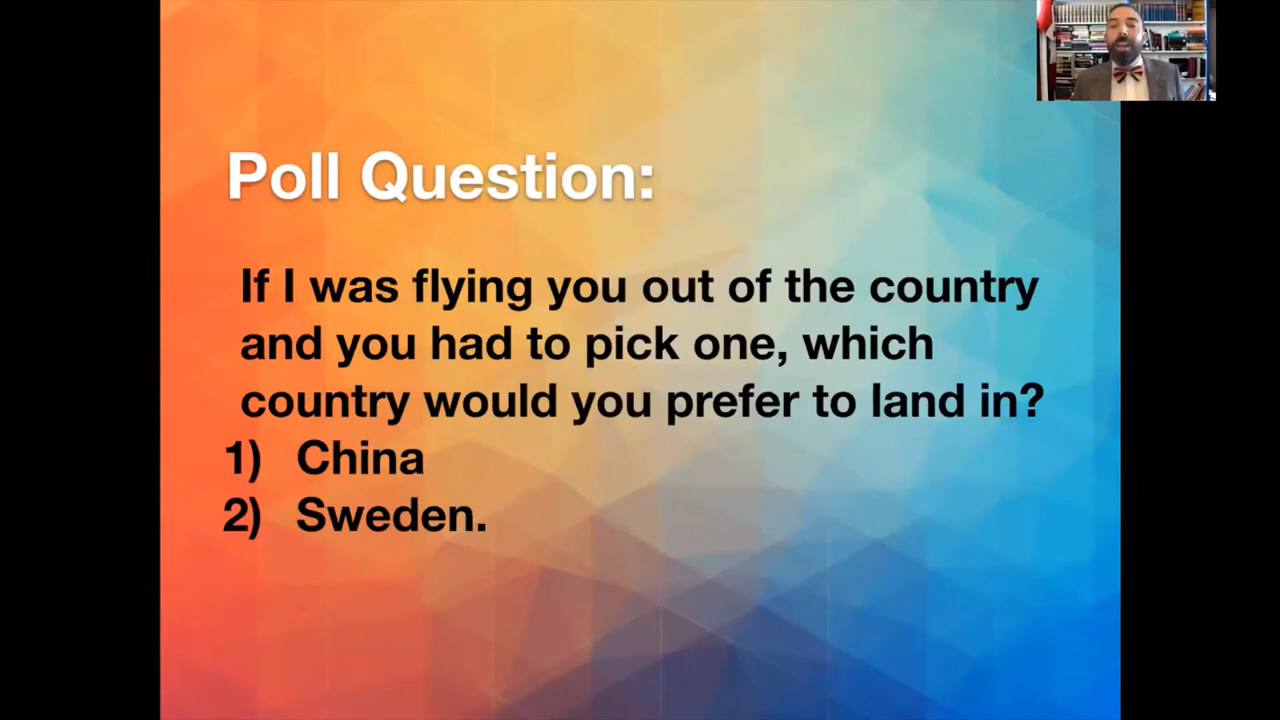 Poll Question:
If I was flying you out of the country
and you had to pick one, which
country would you prefer to land in?
1) China
2) Sweden.